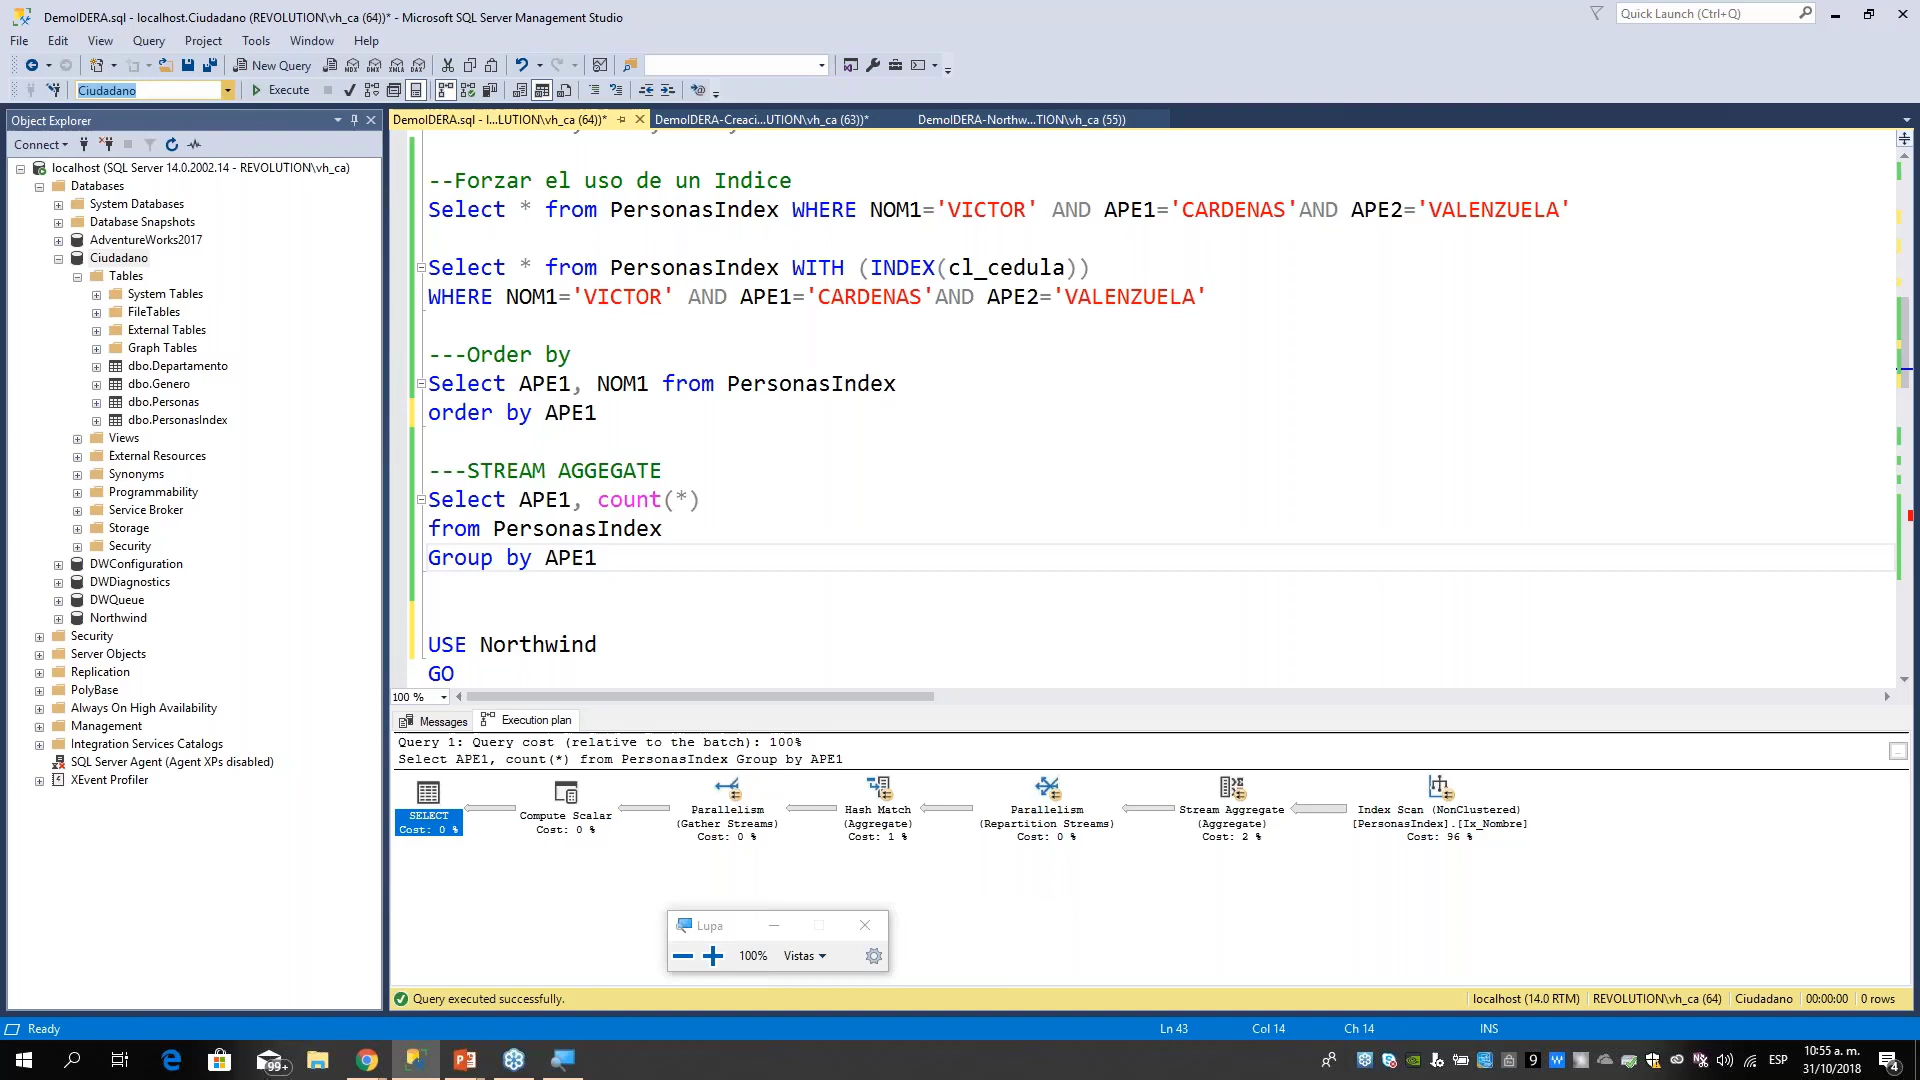 DemoIDERA.sql - localhost.Ciudadano (REVOLUTION\vh_ca (64))* - Microsoft SQL Server Management Studio
Quick Launch (Ctrl+Q)
File Edit View Query Project Tools Window Help
New Query
Ciudadano
Execute
Object Explorer
Connect
localhost (SQL Server 14.0.2002.14 - REVOLUTION\vh_ca)
Databases
System Databases
Database Snapshots
AdventureWorks2017
Ciudadano
Tables
System Tables
FileTables
External Tables
Graph Tables
dbo.Departamento
dbo.Genero
dbo.Personas
dbo.PersonasIndex
Views
External Resources
Synonyms
Programmability
Service Broker
Storage
Security
DWConfiguration
DWDiagnostics
DWQueue
Northwind
Security
Server Objects
Replication
PolyBase
Always On High Availability
Management
Integration Services Catalogs
SQL Server Agent (Agent XPs disabled)
XEvent Profiler
DemoIDERA.sql - l...LUTION\vh_ca (64))*
DemoIDERA-Creaci...UTION\vh_ca (63))*
DemoIDERA-Northw...TION\vh_ca (55))
--Forzar el uso de un Indice
Select * from PersonasIndex WHERE NOM1='VICTOR' AND APE1='CARDENAS'AND APE2='VALENZUELA'
Select * from PersonasIndex WITH (INDEX(cl_cedula))
WHERE NOM1='VICTOR' AND APE1='CARDENAS'AND APE2='VALENZUELA'
---Order by
Select APE1, NOM1 from PersonasIndex
order by APE1
---STREAM AGGEGATE
Select APE1, count(*)
from PersonasIndex
Group by APE1
USE Northwind
GO
100 %
Messages
Execution plan
Query 1: Query cost (relative to the batch): 100%
Select APE1, count(*) from PersonasIndex Group by APE1
SELECT
Cost: 0 %
Compute Scalar
Cost: 0 %
Parallelism
(Gather Streams)
Cost: 0 %
Hash Match
(Aggregate)
Cost: 1 %
Parallelism
(Repartition Streams)
Cost: 0 %
Stream Aggregate
(Aggregate)
Cost: 2 %
Index Scan (NonClustered)
[PersonasIndex].[Ix_Nombre]
Cost: 96 %
Lupa
100%
Vistas
Query executed successfully.
localhost (14.0 RTM)
REVOLUTION\vh_ca (64)
Ciudadano
00:00:00
0 rows
Ready
Ln 43
Col 14
Ch 14
INS
99+
ESP
10:55 a. m.
31/10/2018
4